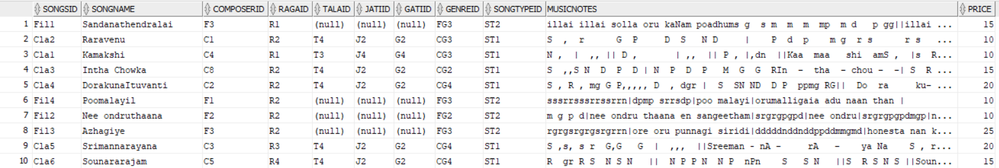 SONGSID SONGNAME COMPOSERID RAGAID TALAID JATIID GATIID GENREID SONGTYPEID MUSICNOTES PRICE
1 Fil1 Sandanathendralai F3 R1 (null) (null) (null) FG3 ST2 illai illai solla oru kaNam poadhums g s m m m mp m d p gg||illai ... 15
2 Cla2 Raravenu C1 R2 T4 J2 G2 CG3 ST1 S , r G P D S N D | P d p m g r s r s ... 10
3 Cla1 Kamakshi C4 R1 T3 J4 G4 CG3 ST1 N , | ,, || D , | ,, || P , |,dn ||Kaa maa shi amS , |s R... 10
4 Cla3 Intha Chowka C8 R2 T4 J2 G2 CG2 ST1 S ,,S N D P D | N P D P M G G RIn - tha -chou - -| S R ... 15
5 Cla4 DorakunaItuvanti C2 R2 T4 J2 G2 CG4 ST1 S , R , mg G P,,,,, D , dgr | S SN ND D P ppmg RG|| Do ra ku- ... 20
6 Fil4 Poomalayil F1 R2 (null) (null) (null) FG3 ST2 sssrrsssrrssrrn|dpmp srrsdp|poo malayi|orumalligaia adu naan than | 10
7 Fil2 Nee ondruthaana F2 R2 (null) (null) (null) FG2 ST2 m g p d|nee ondru thaana en sangeetham|srgrgpgpd|nee ondru|srgrgpgpdmgp|n... 10
8 Fil3 Azhagiye F3 R2 (null) (null) (null) FG3 ST2 rgrgsrgrgsrgrrn|ore oru punnagi siridi|dddddnddnddppddmmgmd|honesta nan k... 25
9 Cla5 Srimannarayana C3 R3 T4 J2 G2 CG4 ST1 S ,s, s r G,G G | ,,, ||Sreeman - nA - rA - ya Na S , r... 20
10 Cla6 Sounararajam C5 R4 T4 J2 G2 CG4 ST1 R gr R S N S N || N P P N N P nPn S S N ||S R S N S ||Soun... 15